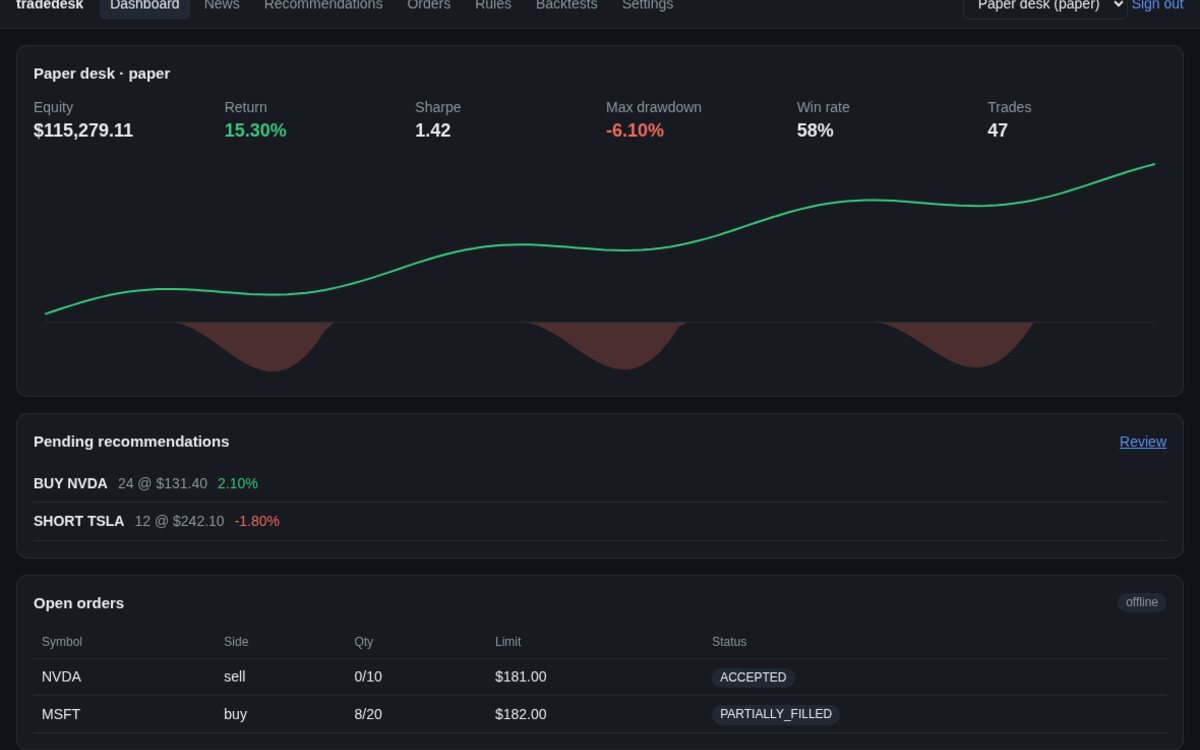 tradedesk Dashboard News Recommendations Orders Rules Backtests Settings Paper desk (paper) Sign out
Paper desk · paper
Equity Return Sharpe Max drawdown Win rate Trades
$115,279.11 15.30% 1.42 -6.10% 58% 47
Pending recommendations Review
BUY NVDA 24 @ $131.40 2.10%
SHORT TSLA 12 @ $242.10 -1.80%
Open orders offline
Symbol Side Qty Limit Status
NVDA sell 0/10 $181.00 ACCEPTED
MSFT buy 8/20 $182.00 PARTIALLY_FILLED